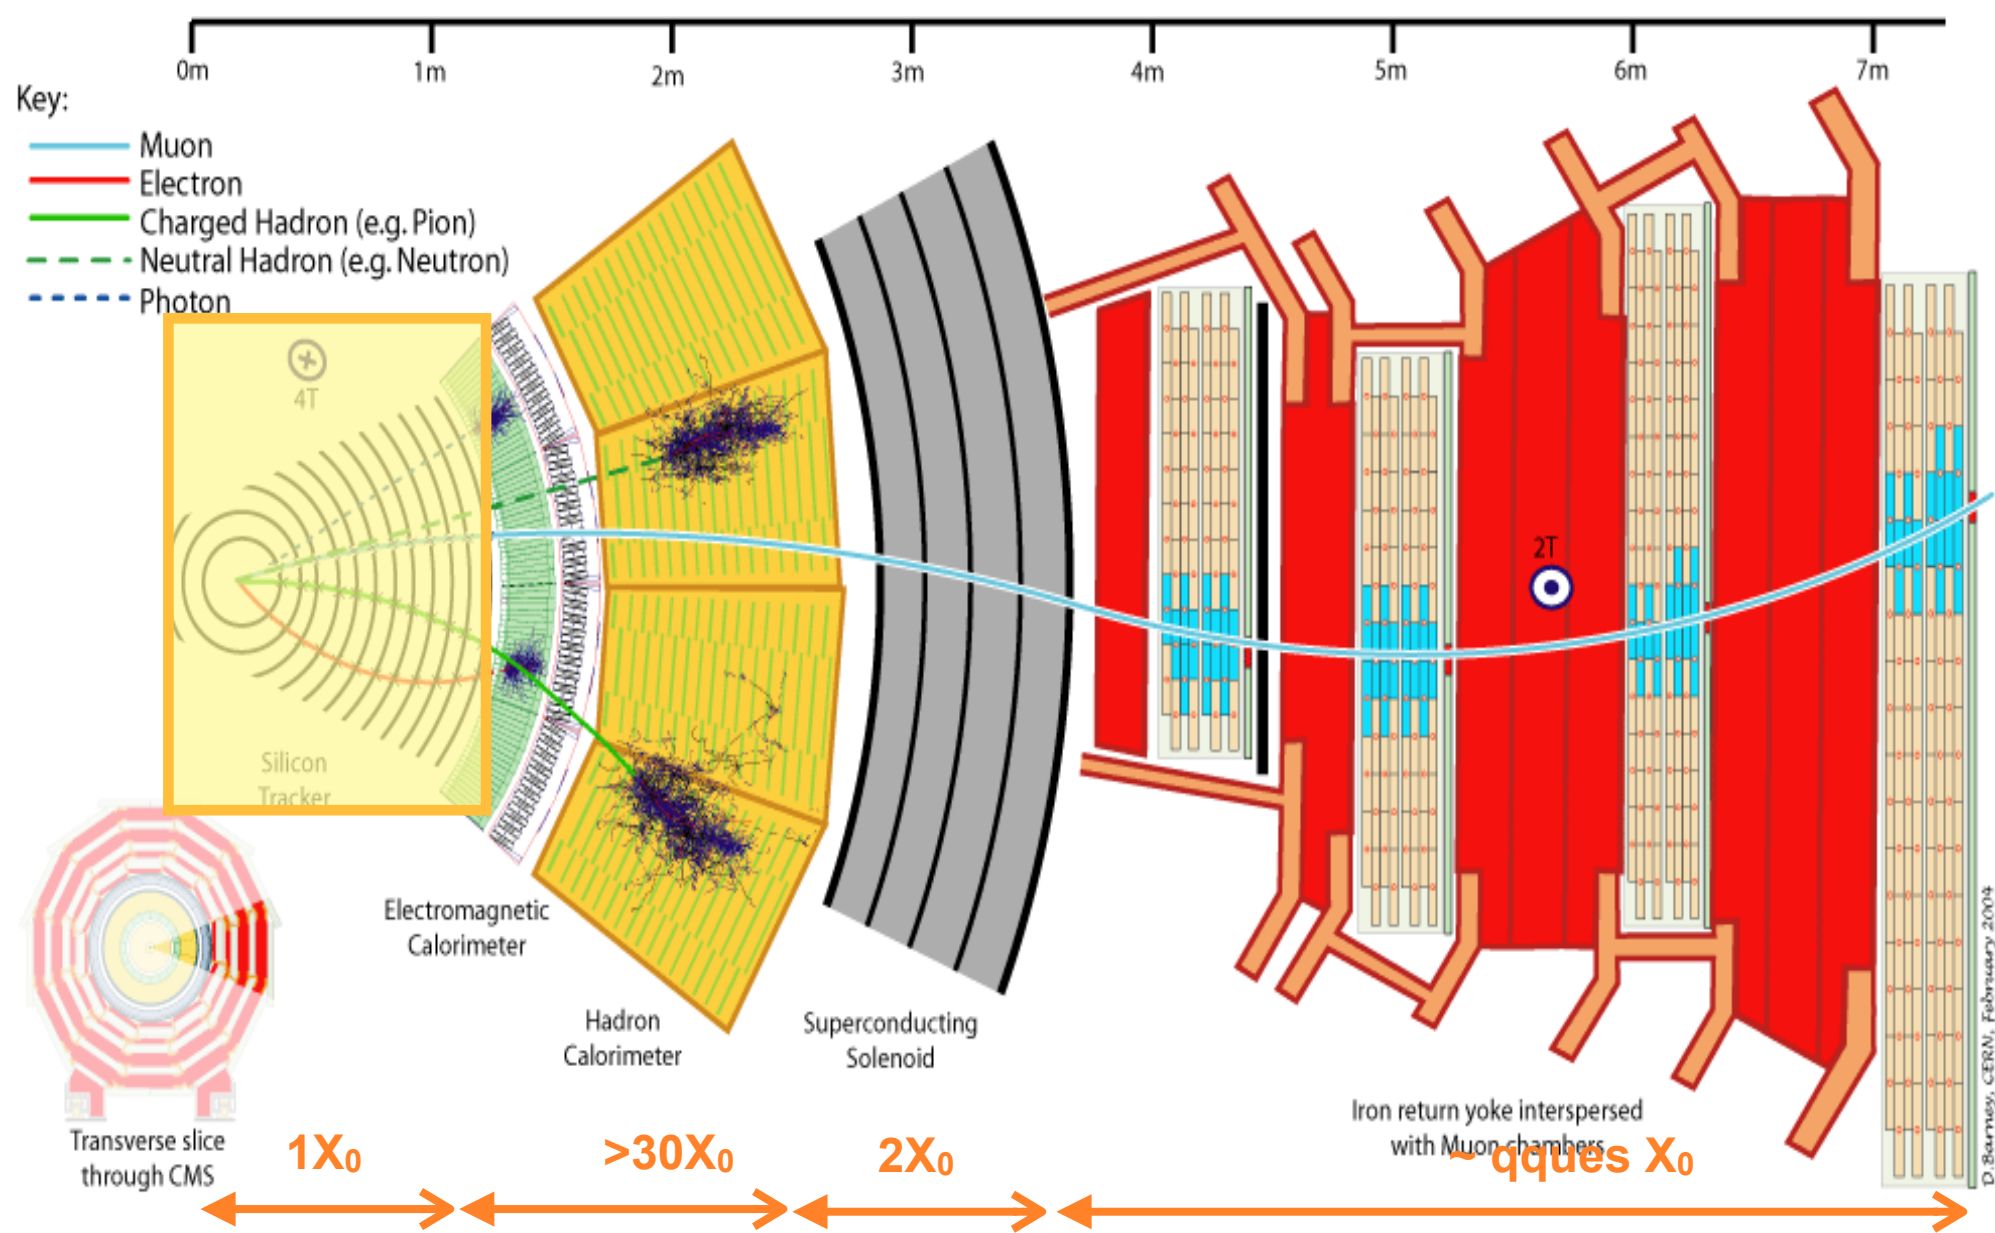 0m 1m 2m 3m 4m 5m 6m 7m
Key:
Muon
Electron
Charged Hadron (e.g. Pion)
Neutral Hadron (e.g. Neutron)
Photon
4T
2T
Silicon
Tracker
Electromagnetic
Calorimeter
Hadron
Calorimeter
Superconducting
Solenoid
Iron return yoke interspersed
with Muon chambers
Transverse slice
through CMS
1X₀
>30X₀
2X₀
~ qques X₀
D.Barney, CERN, February 2004